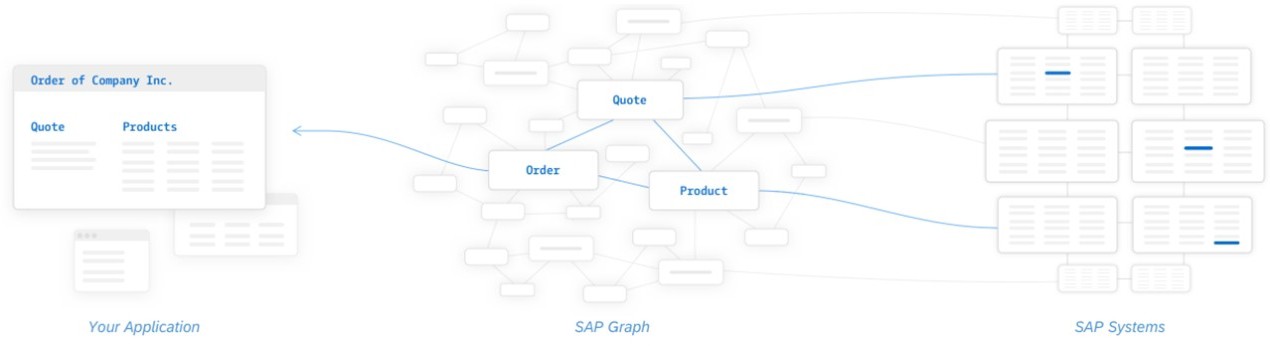 Order of Company Inc.
Quote Products
Quote
Order
Product
Your Application
SAP Graph
SAP Systems